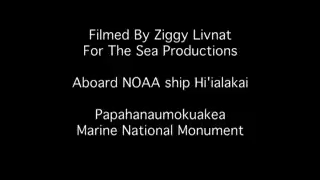 Filmed By Ziggy Livnat
For The Sea Productions
Aboard NOAA ship Hi'ialakai
Papahanaumokuakea
Marine National Monument